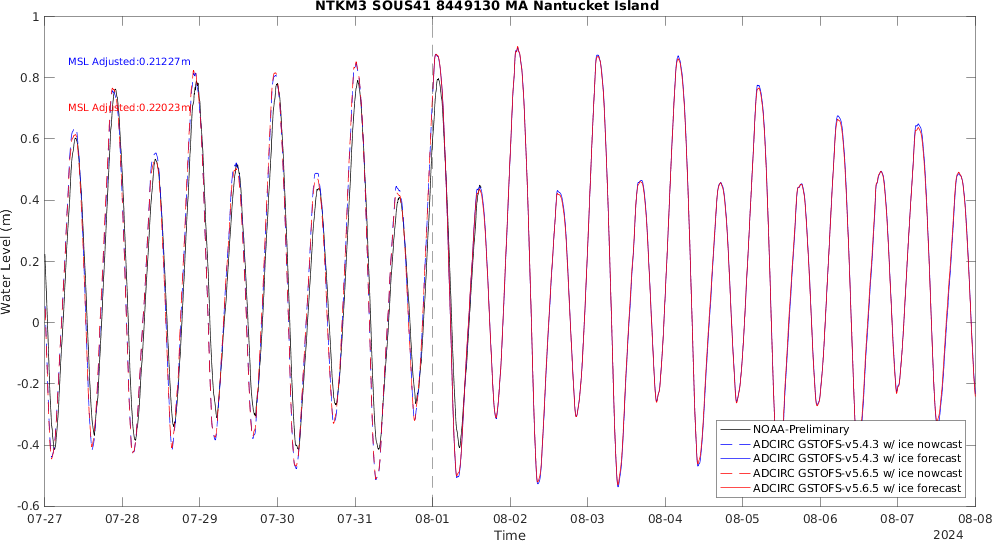 NTKM3 SOUS41 8449130 MA Nantucket Island
1
MSL Adjusted:0.21227m
0.8
MSL Adjusted:0.22023m
0.6
0.4
0.2
0
-0.2
-0.4
-0.6
Water Level (m)
NOAA-Preliminary
ADCIRC GSTOFS-v5.4.3 w/ ice nowcast
ADCIRC GSTOFS-v5.4.3 w/ ice forecast
ADCIRC GSTOFS-v5.6.5 w/ ice nowcast
ADCIRC GSTOFS-v5.6.5 w/ ice forecast
07-27 07-28 07-29 07-30 07-31 08-01 08-02 08-03 08-04 08-05 08-06 08-07 08-08
Time
2024